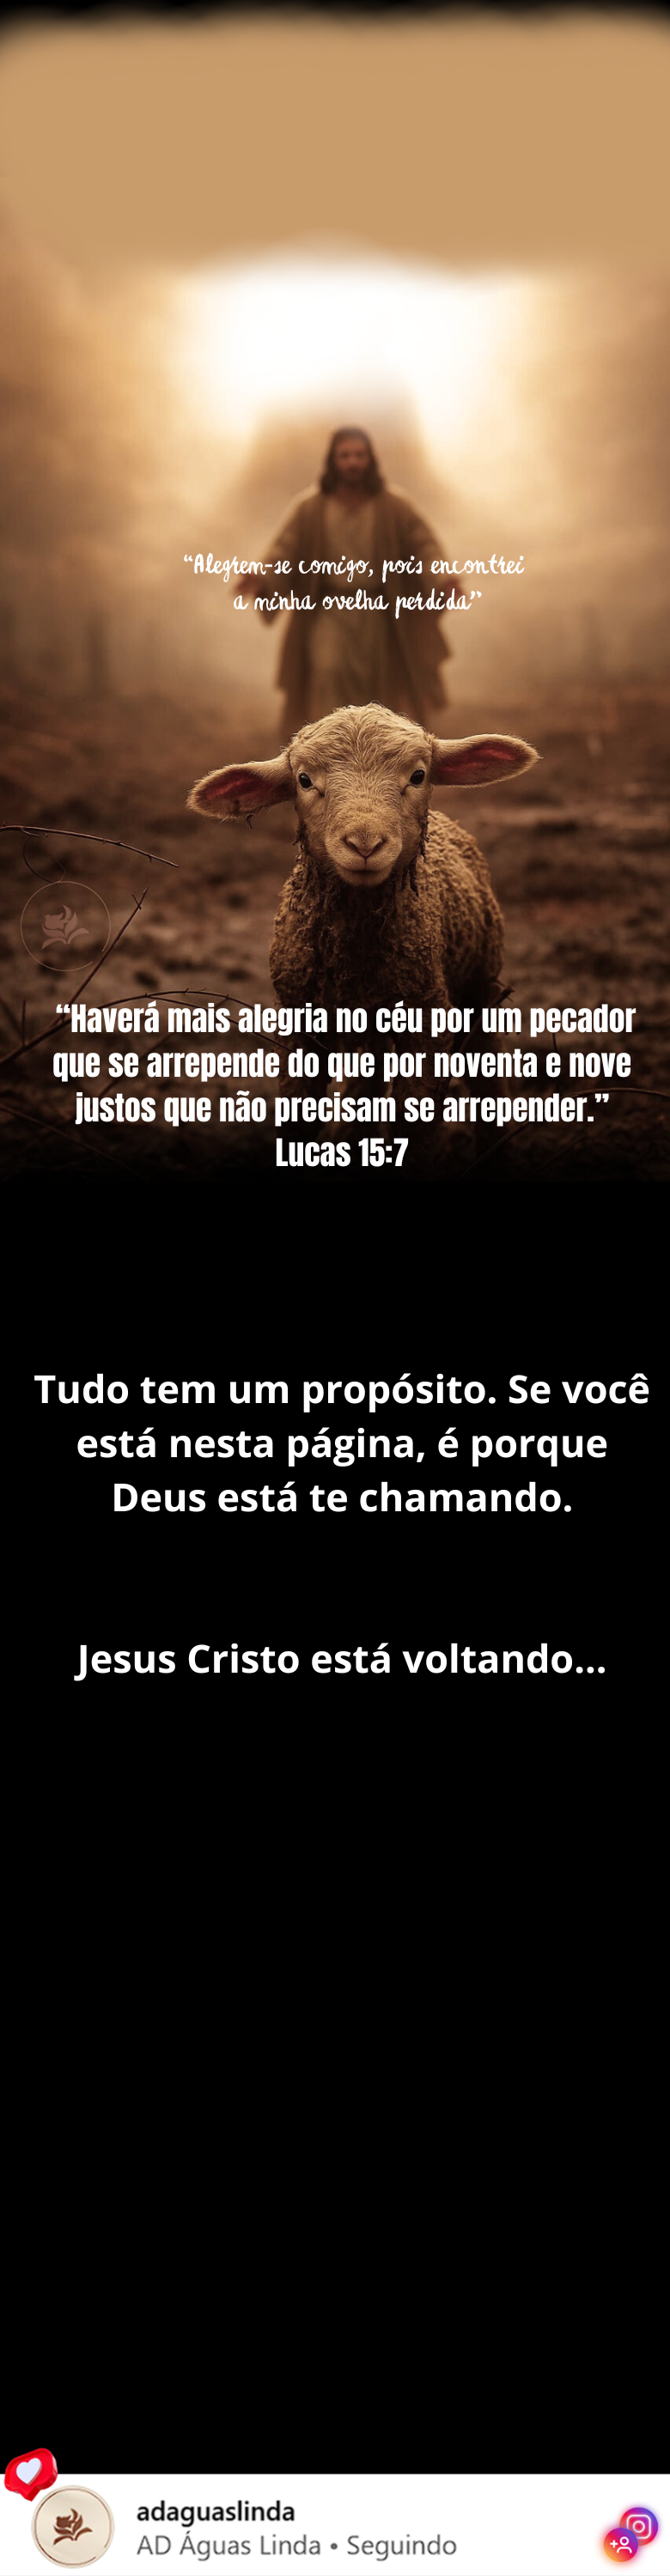 “Alegrem-se comigo, pois encontrei
a minha ovelha perdida”
“Haverá mais alegria no céu por um pecador
que se arrepende do que por noventa e nove
justos que não precisam se arrepender.”
Lucas 15:7
Tudo tem um propósito. Se você
está nesta página, é porque
Deus está te chamando.
Jesus Cristo está voltando...
adaguaslinda
AD Águas Linda • Seguindo